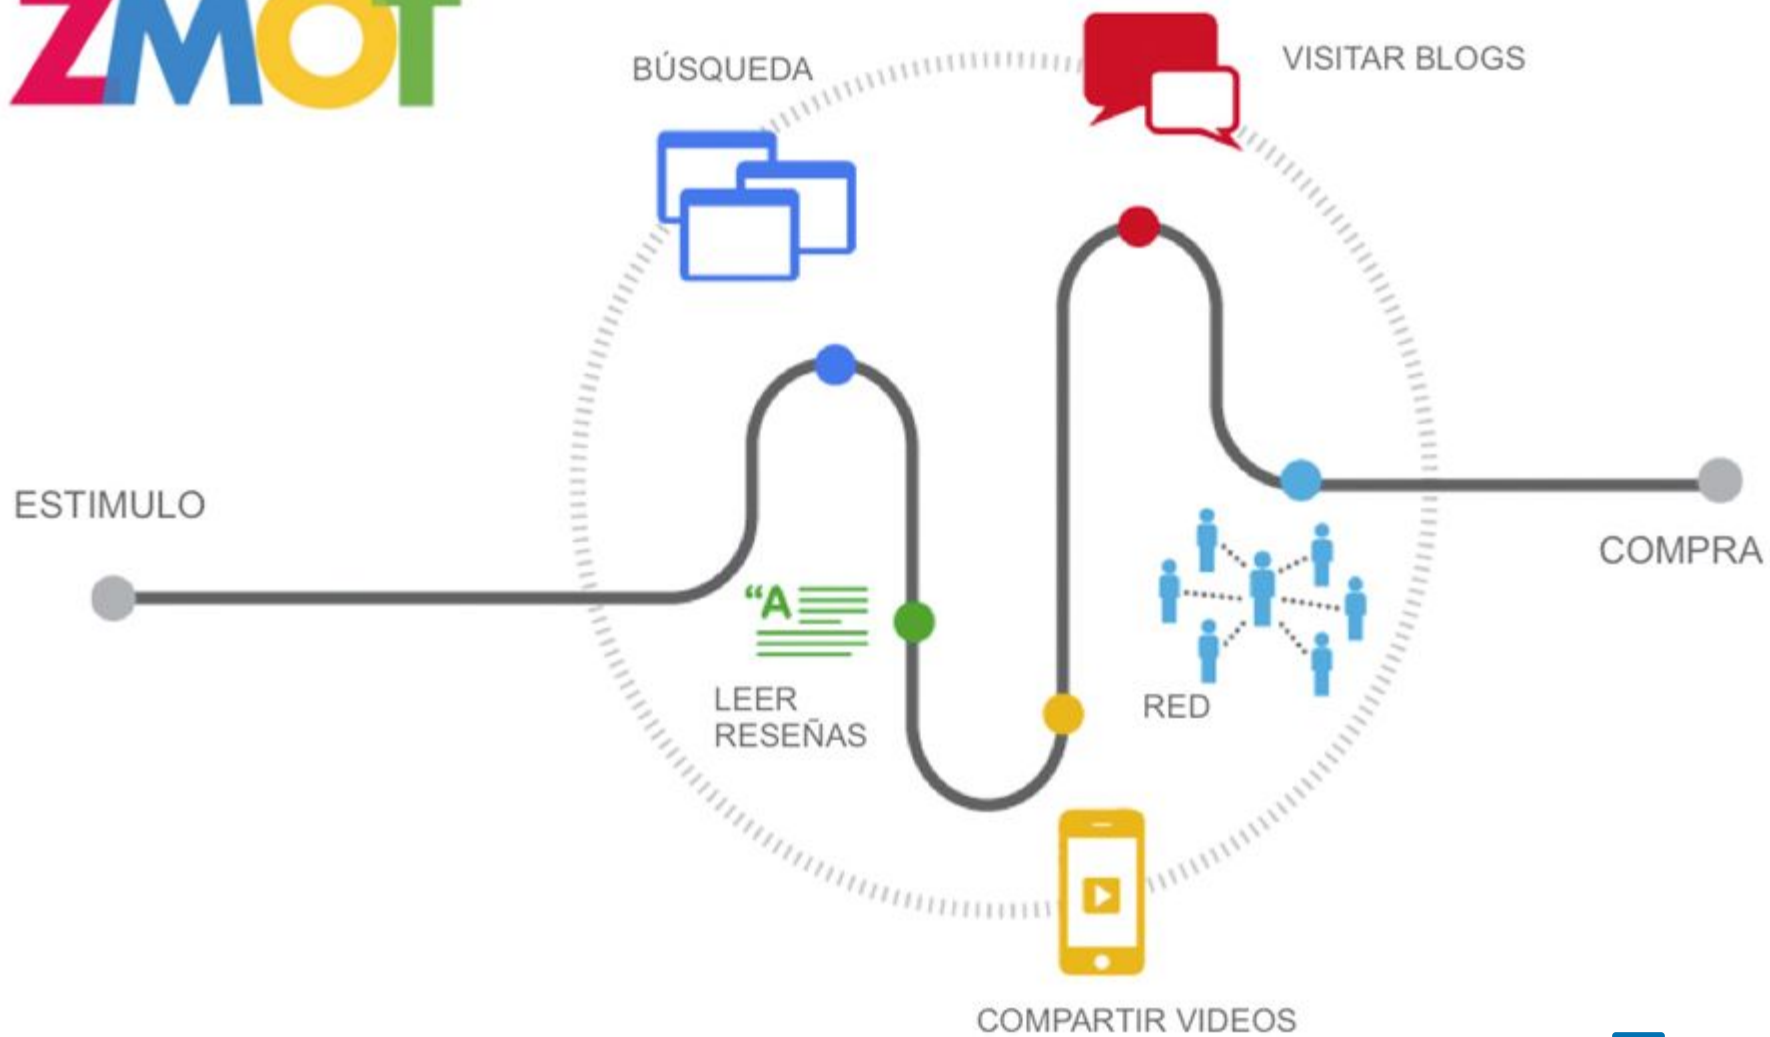 ZMOT
BÚSQUEDA
VISITAR BLOGS
ESTIMULO
COMPRA
“A
LEER
RESEÑAS
RED
COMPARTIR VIDEOS